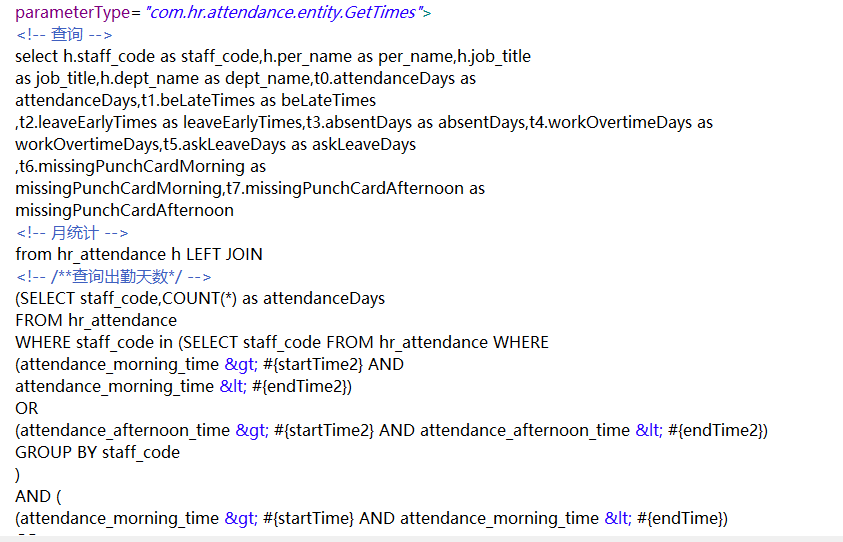 parameterType="com.hr.attendance.entity.GetTimes">
<!-- 查询 -->
select h.staff_code as staff_code,h.per_name as per_name,h.job_title
as job_title,h.dept_name as dept_name,t0.attendanceDays as
attendanceDays,t1.beLateTimes as beLateTimes
,t2.leaveEarlyTimes as leaveEarlyTimes,t3.absentDays as absentDays,t4.workOvertimeDays as
workOvertimeDays,t5.askLeaveDays as askLeaveDays
,t6.missingPunchCardMorning as
missingPunchCardMorning,t7.missingPunchCardAfternoon as
missingPunchCardAfternoon
<!-- 月统计 -->
from hr_attendance h LEFT JOIN
<!-- /**查询出勤天数*/ -->
(SELECT staff_code,COUNT(*) as attendanceDays
FROM hr_attendance
WHERE staff_code in (SELECT staff_code FROM hr_attendance WHERE
(attendance_morning_time &gt; #{startTime2} AND
attendance_morning_time &lt; #{endTime2})
OR
(attendance_afternoon_time &gt; #{startTime2} AND attendance_afternoon_time &lt; #{endTime2})
GROUP BY staff_code
)
AND (
(attendance_morning_time &gt; #{startTime} AND attendance_morning_time &lt; #{endTime})